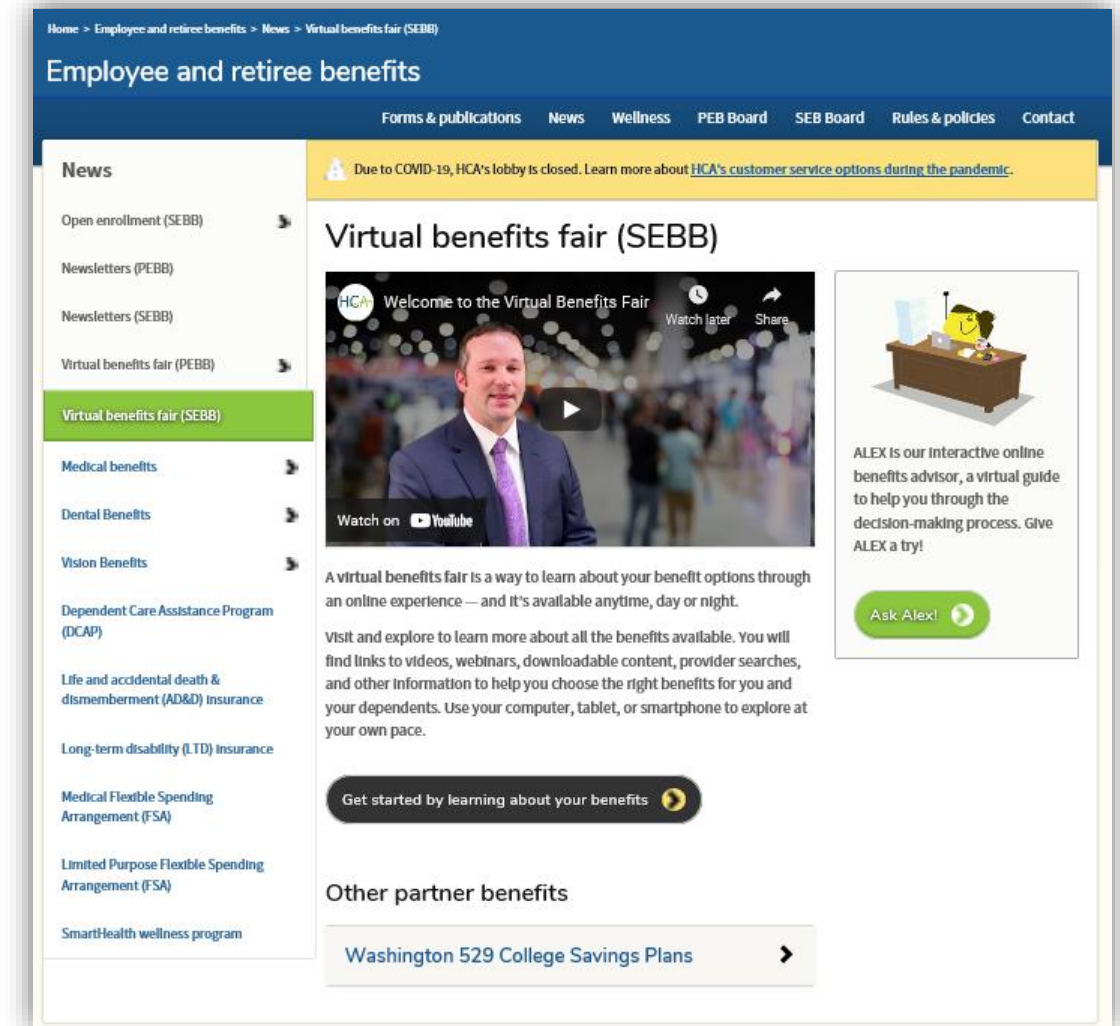 Home > Employee and retiree benefits > News > Virtual benefits fair (SEBB)
Employee and retiree benefits
Forms & publications News Wellness PEB Board SEB Board Rules & policies Contact
News
Open enrollment (SEBB)
Newsletters (PEBB)
Newsletters (SEBB)
Virtual benefits fair (PEBB)
Virtual benefits fair (SEBB)
Medical benefits
Dental Benefits
Vision Benefits
Dependent Care Assistance Program
(DCAP)
Life and accidental death &
dismemberment (AD&D) insurance
Long-term disability (LTD) insurance
Medical Flexible Spending
Arrangement (FSA)
Limited Purpose Flexible Spending
Arrangement (FSA)
SmartHealth wellness program
Due to COVID-19, HCA's lobby is closed. Learn more about HCA's customer service options during the pandemic.
Virtual benefits fair (SEBB)
HCA
Welcome to the Virtual Benefits Fair
Watch later Share
Watch on YouTube
A virtual benefits fair is a way to learn about your benefit options through
an online experience — and it's available anytime, day or night.
Visit and explore to learn more about all the benefits available. You will
find links to videos, webinars, downloadable content, provider searches,
and other information to help you choose the right benefits for you and
your dependents. Use your computer, tablet, or smartphone to explore at
your own pace.
Get started by learning about your benefits
Other partner benefits
Washington 529 College Savings Plans
ALEX is our interactive online
benefits advisor, a virtual guide
to help you through the
decision-making process. Give
ALEX a try!
Ask Alex!